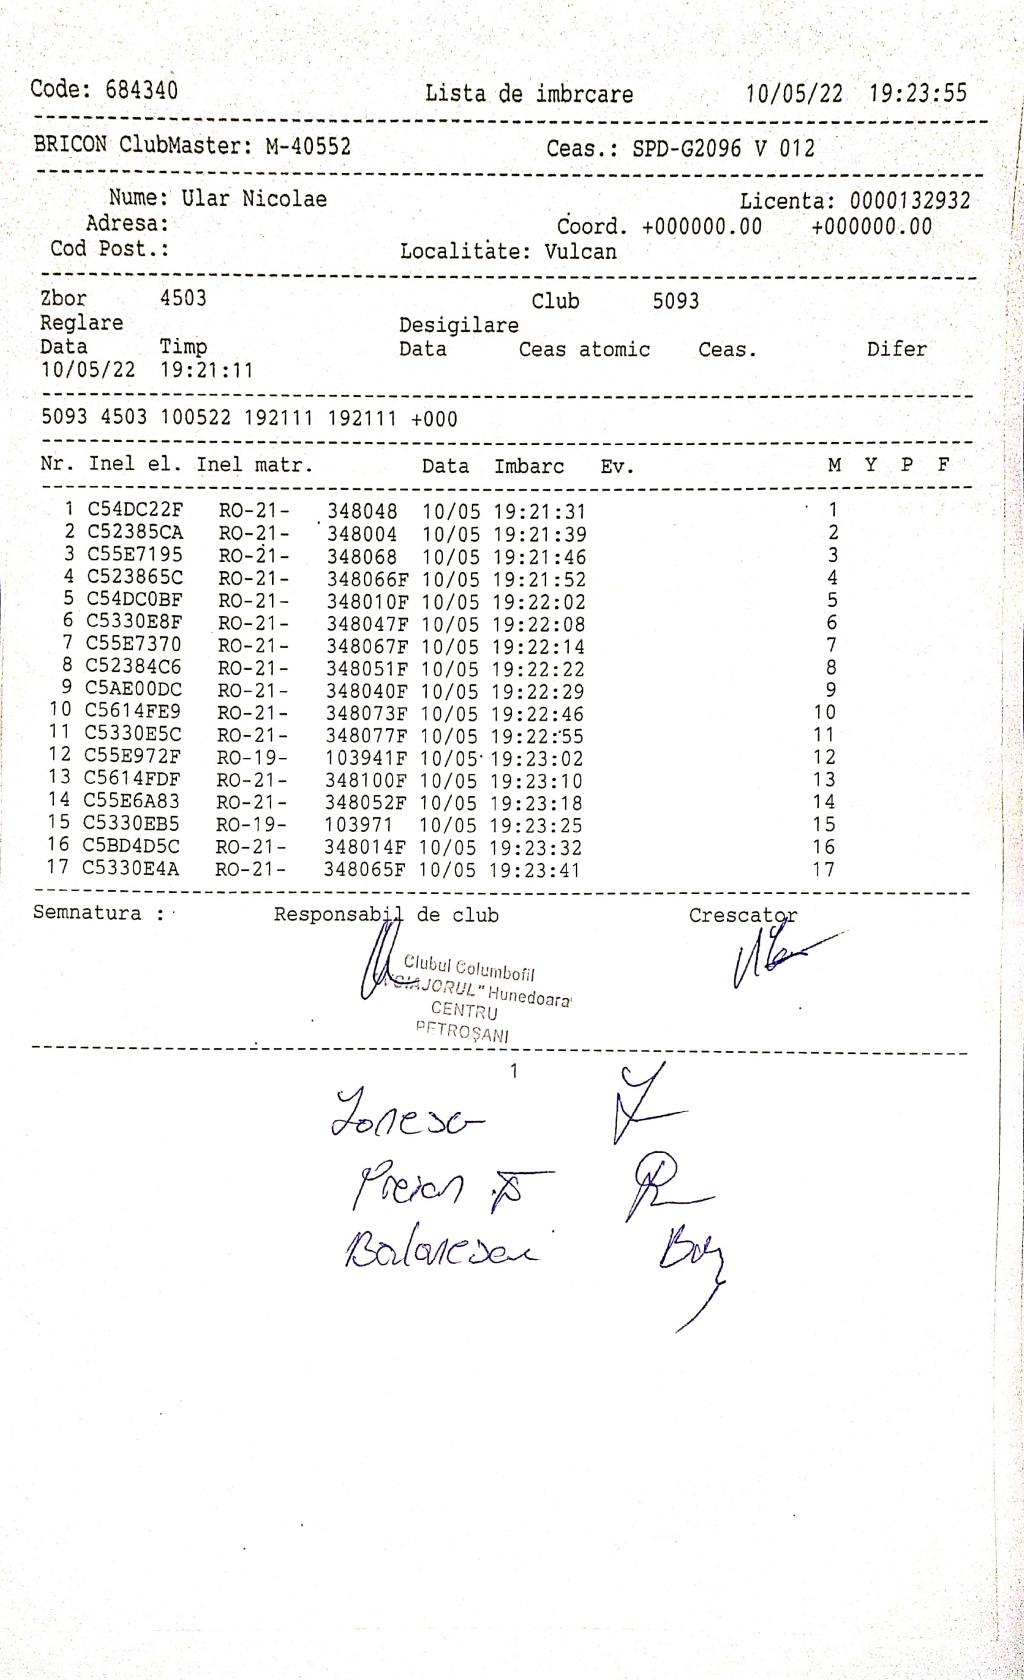 Code: 684340 Lista de imbrcare 10/05/22 19:23:55
BRICON ClubMaster: M-40552 Ceas.: SPD-G2096 V 012
Nume: Ular Nicolae Licenta: 0000132932
Adresa: Coord. +000000.00 +000000.00
Cod Post.: Localitate: Vulcan
Zbor 4503 Club 5093
Reglare Desigilare
Data Timp Data Ceas atomic Ceas. Difer
10/05/22 19:21:11
5093 4503 100522 192111 192111 +000
Nr. Inel el. Inel matr. Data Imbarc Ev. M Y P F
1 C54DC22F RO-21- 348048 10/05 19:21:31 1
2 C52385CA RO-21- 348004 10/05 19:21:39 2
3 C55E7195 RO-21- 348068 10/05 19:21:46 3
4 C523865C RO-21- 348066F 10/05 19:21:52 4
5 C54DC0BF RO-21- 348010F 10/05 19:22:02 5
6 C5330E8F RO-21- 348047F 10/05 19:22:08 6
7 C55E7370 RO-21- 348067F 10/05 19:22:14 7
8 C52384C6 RO-21- 348051F 10/05 19:22:22 8
9 C5AE00DC RO-21- 348040F 10/05 19:22:29 9
10 C5614FE9 RO-21- 348073F 10/05 19:22:46 10
11 C5330E5C RO-21- 348077F 10/05 19:22:55 11
12 C55E972F RO-19- 103941F 10/05 19:23:02 12
13 C5614FDF RO-21- 348100F 10/05 19:23:10 13
14 C55E6A83 RO-21- 348052F 10/05 19:23:18 14
15 C5330EB5 RO-19- 103971 10/05 19:23:25 15
16 C5BD4D5C RO-21- 348014F 10/05 19:23:32 16
17 C5330E4A RO-21- 348065F 10/05 19:23:41 17
Semnatura : Responsabil de club Crescator
Clubul Columbofil
Hunedoara
CENTRU
PETROȘANI
1